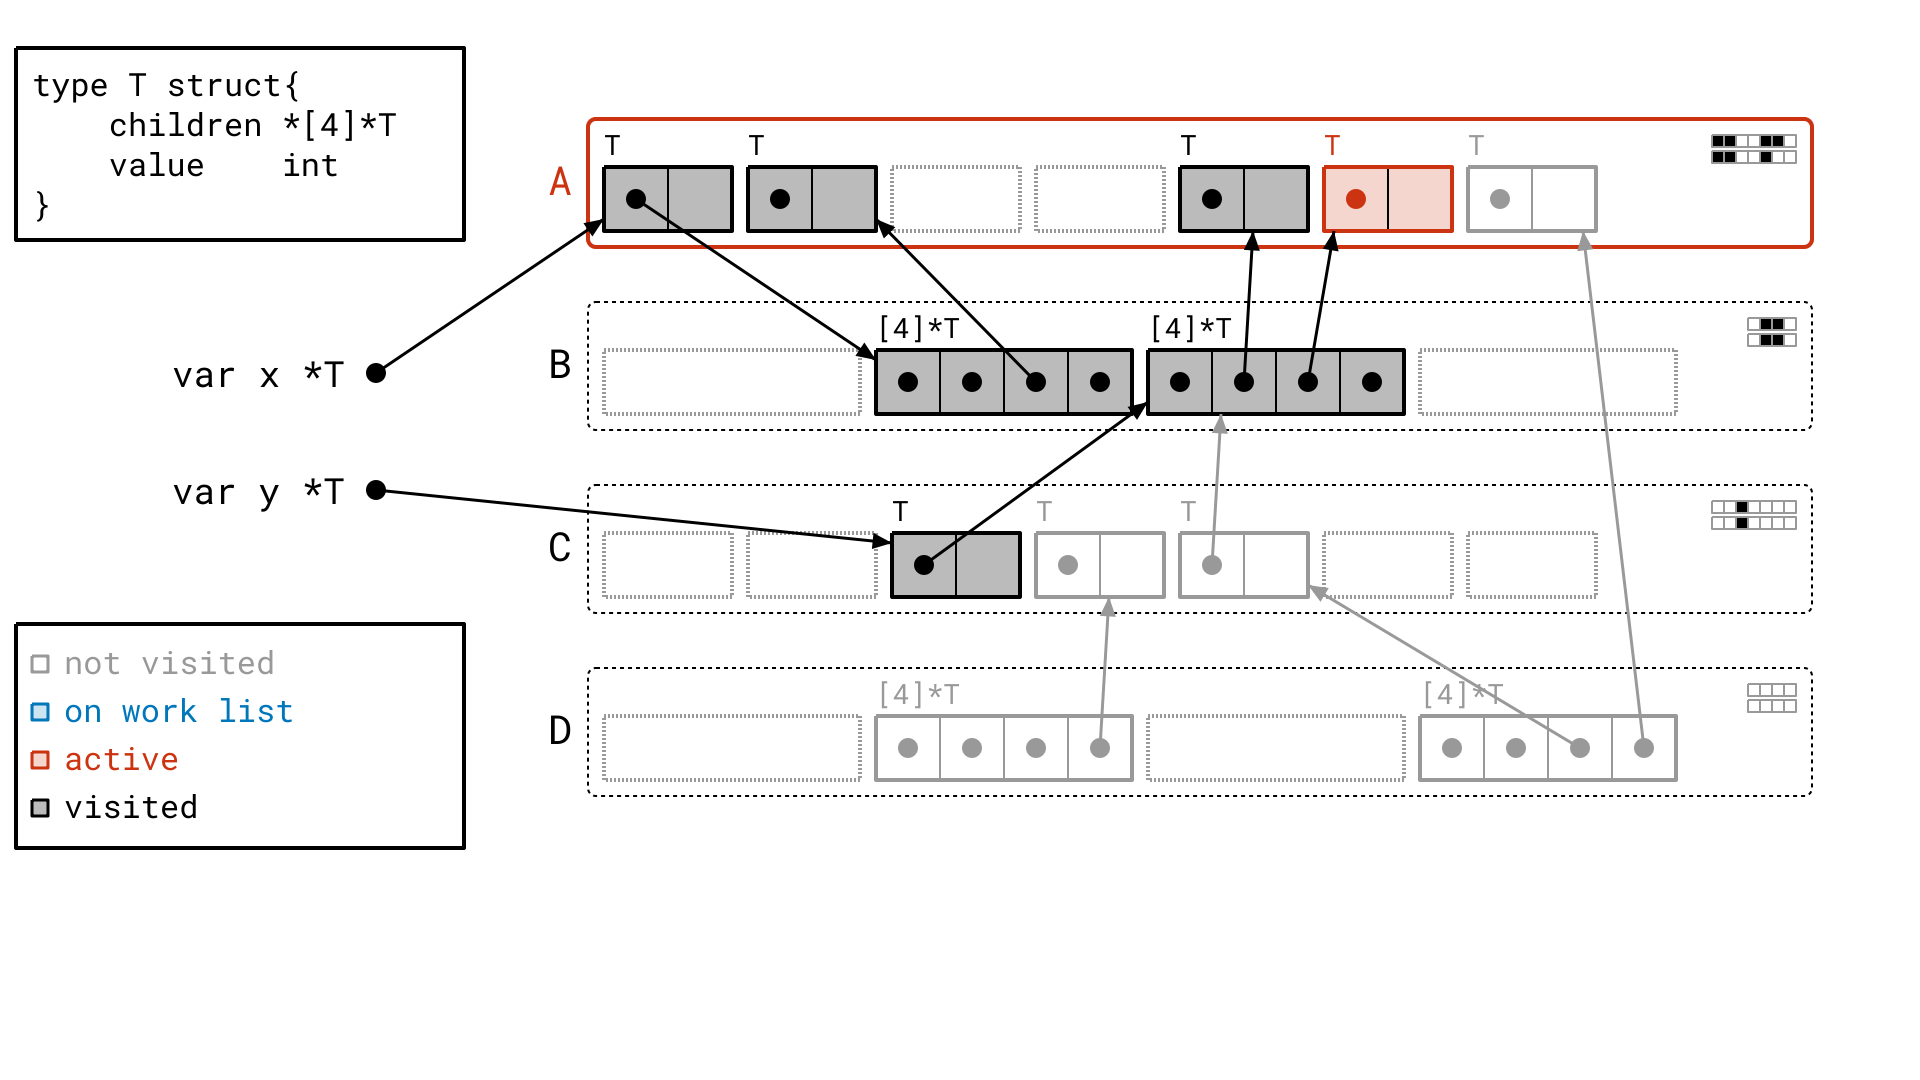 type T struct{
    children *[4]*T
    value    int
}
T T T T T
A
[4]*T [4]*T
B
var x *T
var y *T
T T T
C
[4]*T [4]*T
D
not visited
on work list
active
visited